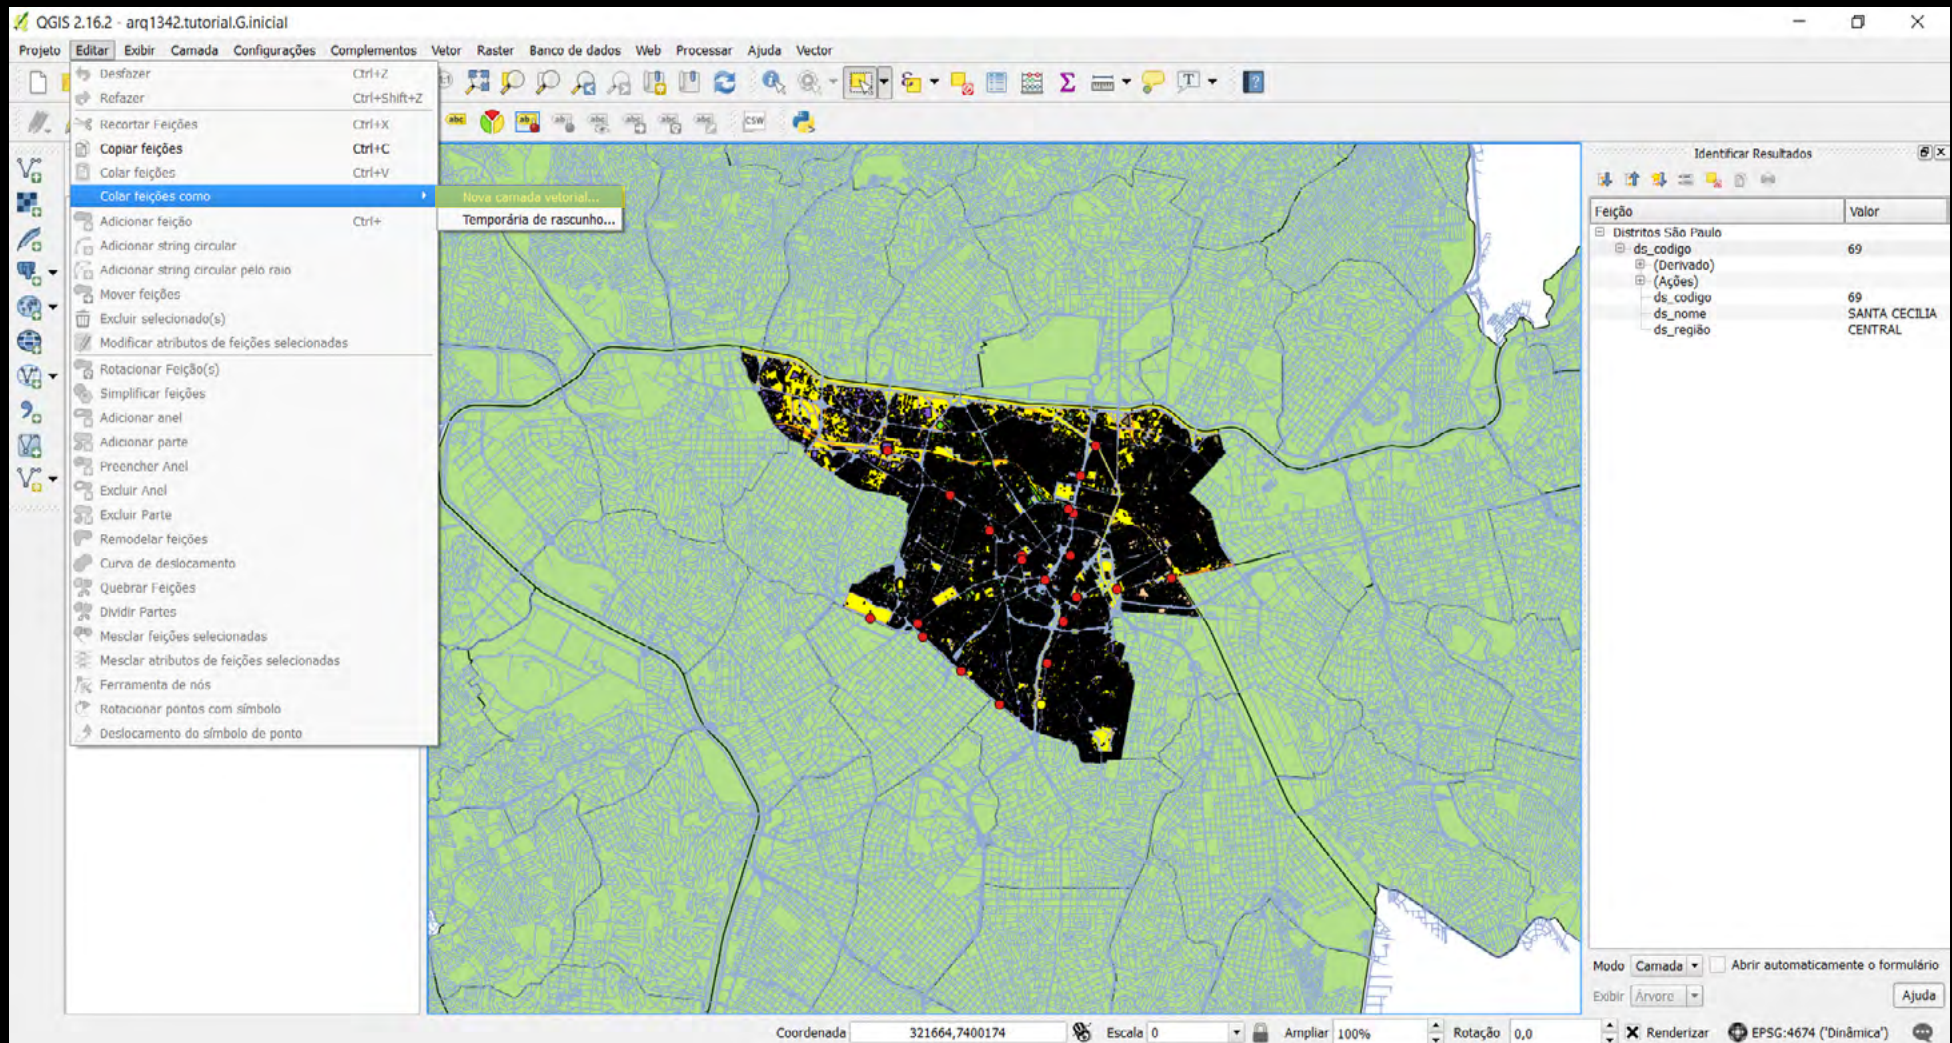 QGIS 2.16.2 - arq1342.tutorial.G.inicial
Projeto Editar Exibir Camada Configurações Complementos Vetor Raster Banco de dados Web Processar Ajuda Vector
Desfazer Ctrl+Z
Refazer Ctrl+Shift+Z
Recortar Feições Ctrl+X
Copiar feições Ctrl+C
Colar feições Ctrl+V
Colar feições como
Nova camada vetorial...
Temporária de rascunho...
Adicionar feição Ctrl+
Adicionar string circular
Adicionar string circular pelo raio
Mover feições
Excluir selecionado(s)
Modificar atributos de feições selecionadas
Rotacionar Feição(s)
Simplificar feições
Adicionar anel
Adicionar parte
Preencher Anel
Excluir Anel
Excluir Parte
Remodelar feições
Curva de deslocamento
Quebrar Feições
Dividir Partes
Mesclar feições selecionadas
Mesclar atributos de feições selecionadas
Ferramenta de nós
Rotacionar pontos com símbolo
Deslocamento do símbolo de ponto
abc
CSW
Identificar Resultados
Feição Valor
Distritos São Paulo
ds_codigo 69
(Derivado)
(Ações)
ds_codigo 69
ds_nome SANTA CECILIA
ds_região CENTRAL
Modo Camada Abrir automaticamente o formulário
Exibir Árvore Ajuda
Coordenada 321664,7400174 Escala 0 Ampliar 100% Rotação 0,0 Renderizar EPSG:4674 ('Dinâmica')